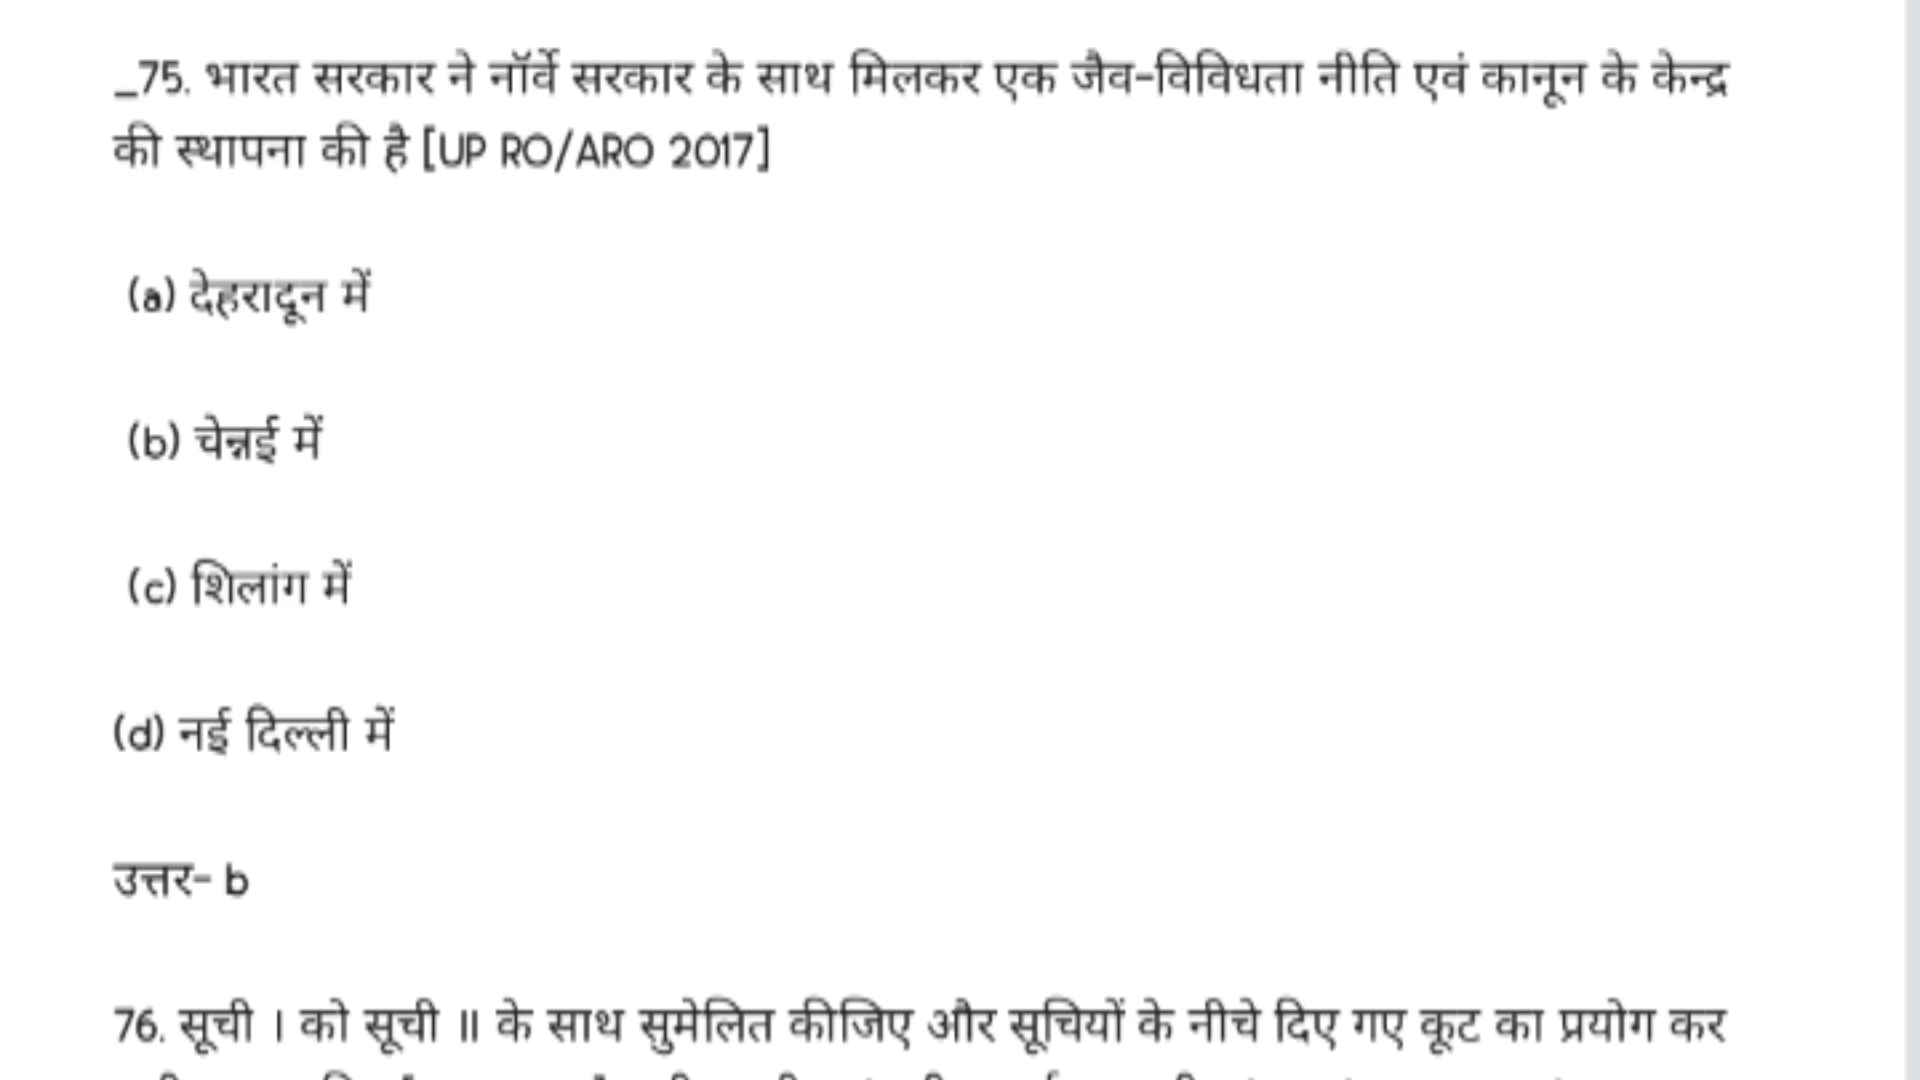 _75. भारत सरकार ने नॉर्वे सरकार के साथ मिलकर एक जैव-विविधता नीति एवं कानून के केन्द्र
की स्थापना की है [UP RO/ARO 2017]
(a) देहरादून में
(b) चेन्नई में
(c) शिलांग में
(d) नई दिल्ली में
उत्तर- b
76. सूची । को सूची ॥ के साथ सुमेलित कीजिए और सूचियों के नीचे दिए गए कूट का प्रयोग कर